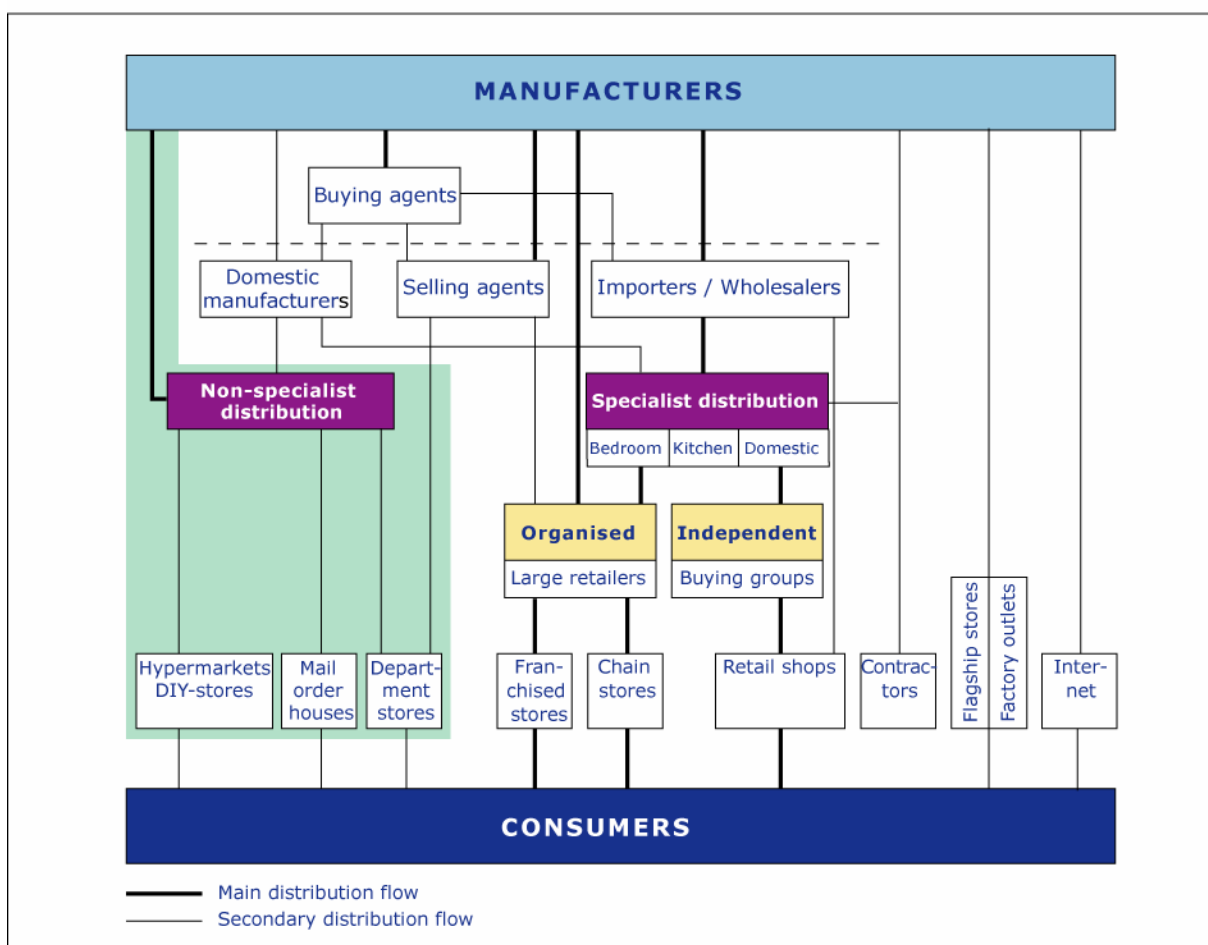 MANUFACTURERS
Buying agents
Domestic
manufacturers
Selling agents
Importers / Wholesalers
Non-specialist
distribution
Specialist distribution
Bedroom
Kitchen
Domestic
Organised
Large retailers
Independent
Buying groups
Hypermarkets
DIY-stores
Mail
order
houses
Depart-
ment
stores
Fran-
chised
stores
Chain
stores
Retail shops
Contrac-
tors
Flagship stores
Factory outlets
Inter-
net
CONSUMERS
Main distribution flow
Secondary distribution flow